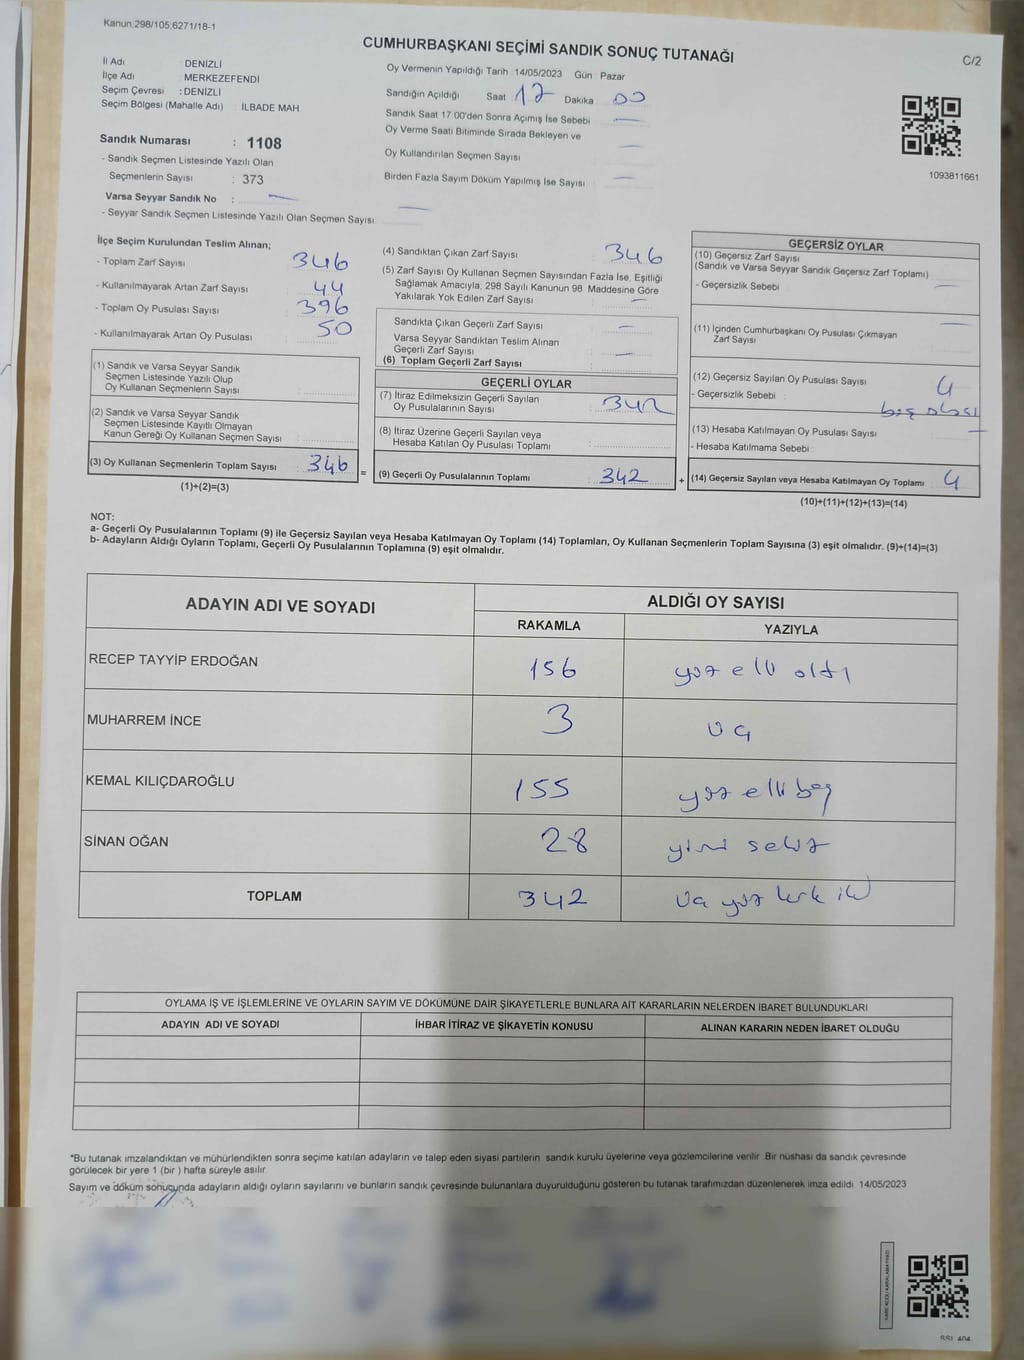 Kanun,298/105,6271/18-1
CUMHURBAŞKANI SEÇİMİ SANDIK SONUÇ TUTANAĞI
C/2
İl Adı DENİZLİ
İlçe Adı MERKEZEFENDİ
Seçim Çevresi : DENİZLİ
Seçim Bölgesi (Mahalle Adı) : İLBADE MAH
Sandık Numarası : 1108
- Sandık Seçmen Listesinde Yazılı Olan
Seçmenlerin Sayısı : 373
Varsa Seyyar Sandık No : —
- Seyyar Sandık Seçmen Listesinde Yazılı Olan Seçmen Sayısı —
Oy Vermenin Yapıldığı Tarih 14/05/2023 Gün Pazar
Sandığın Açıldığı Saat 17 Dakika 00
Sandık Saat 17:00'den Sonra Açımış İse Sebebi —
Oy Verme Saati Bitiminde Sırada Bekleyen ve
Oy Kullandırılan Seçmen Sayısı —
Birden Fazla Sayım Döküm Yapılmış İse Sayısı —
1093811661
İlçe Seçim Kurulundan Teslim Alınan;
- Toplam Zarf Sayısı 346
- Kullanılmayarak Artan Zarf Sayısı 44
- Toplam Oy Pusulası Sayısı 396
- Kullanılmayarak Artan Oy Pusulası 50
(1) Sandık ve Varsa Seyyar Sandık
Seçmen Listesinde Yazılı Olup
Oy Kullanan Seçmenlerin Sayısı
(2) Sandık ve Varsa Seyyar Sandık
Seçmen Listesinde Kayıtlı Olmayan
Kanun Gereği Oy Kullanan Seçmen Sayısı
(3) Oy Kullanan Seçmenlerin Toplam Sayısı 346 =
(1)+(2)=(3)
(4) Sandıktan Çıkan Zarf Sayısı 346
(5) Zarf Sayısı Oy Kullanan Seçmen Sayısından Fazla İse, Eşitliği
Sağlamak Amacıyla, 298 Sayılı Kanunun 98. Maddesine Göre
Yakılarak Yok Edilen Zarf Sayısı —
Sandıkta Çıkan Geçerli Zarf Sayısı —
Varsa Seyyar Sandıktan Teslim Alınan
Geçerli Zarf Sayısı —
(6) Toplam Geçerli Zarf Sayısı
GEÇERLİ OYLAR
(7) İtiraz Edilmeksizin Geçerli Sayılan
Oy Pusulalarının Sayısı 342
(8) İtiraz Üzerine Geçerli Sayılan veya
Hesaba Katılan Oy Pusulası Toplamı
(9) Geçerli Oy Pusulalarının Toplamı 342 +
GEÇERSİZ OYLAR
(10) Geçersiz Zarf Sayısı
(Sandık ve Varsa Seyyar Sandık Geçersiz Zarf Toplamı)
- Geçersizlik Sebebi : —
(11) İçinden Cumhurbaşkanı Oy Pusulası Çıkmayan —
Zarf Sayısı
(12) Geçersiz Sayılan Oy Pusulası Sayısı 4
- Geçersizlik Sebebi :
(13) Hesaba Katılmayan Oy Pusulası Sayısı —
- Hesaba Katılmama Sebebi
(14) Geçersiz Sayılan veya Hesaba Katılmayan Oy Toplamı 4
(10)+(11)+(12)+(13)=(14)
NOT:
a- Geçerli Oy Pusulalarının Toplamı (9) ile Geçersiz Sayılan veya Hesaba Katılmayan Oy Toplamı (14) Toplamları, Oy Kullanan Seçmenlerin Toplam Sayısına (3) eşit olmalıdır. (9)+(14)=(3)
b- Adayların Aldığı Oyların Toplamı, Geçerli Oy Pusulalarının Toplamına (9) eşit olmalıdır.
ADAYIN ADI VE SOYADI
ALDIĞI OY SAYISI
RAKAMLA YAZIYLA
RECEP TAYYİP ERDOĞAN 156 yüz elli altı
MUHARREM İNCE 3 üç
KEMAL KILIÇDAROĞLU 155 yüz elli beş
SİNAN OĞAN 28 yirmi sekiz
TOPLAM 342 üç yüz kırk iki
OYLAMA İŞ VE İŞLEMLERİNE VE OYLARIN SAYIM VE DÖKÜMÜNE DAİR ŞİKAYETLERLE BUNLARA AİT KARARLARIN NELERDEN İBARET BULUNDUKLARI
ADAYIN ADI VE SOYADI İHBAR İTİRAZ VE ŞİKAYETİN KONUSU ALINAN KARARIN NEDEN İBARET OLDUĞU
*Bu tutanak imzalandıktan ve mühürlendikten sonra seçime katılan adayların ve talep eden siyasi partilerin sandık kurulu üyelerine veya gözlemcilerine verilir. Bir nüshası da sandık çevresinde
görülecek bir yere 1 (bir ) hafta süreyle asılır.
Sayım ve döküm sonucunda adayların aldığı oyların sayılarını ve bunların sandık çevresinde bulunanlara duyurulduğunu gösteren bu tutanak tarafımızdan düzenlenerek imza edildi. 14/05/2023